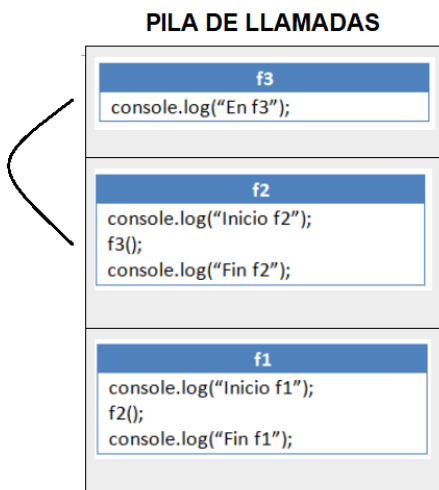 PILA DE LLAMADAS
f3
console.log(“En f3”);
f2
console.log(“Inicio f2”);
f3();
console.log(“Fin f2”);
f1
console.log(“Inicio f1”);
f2();
console.log(“Fin f1”);